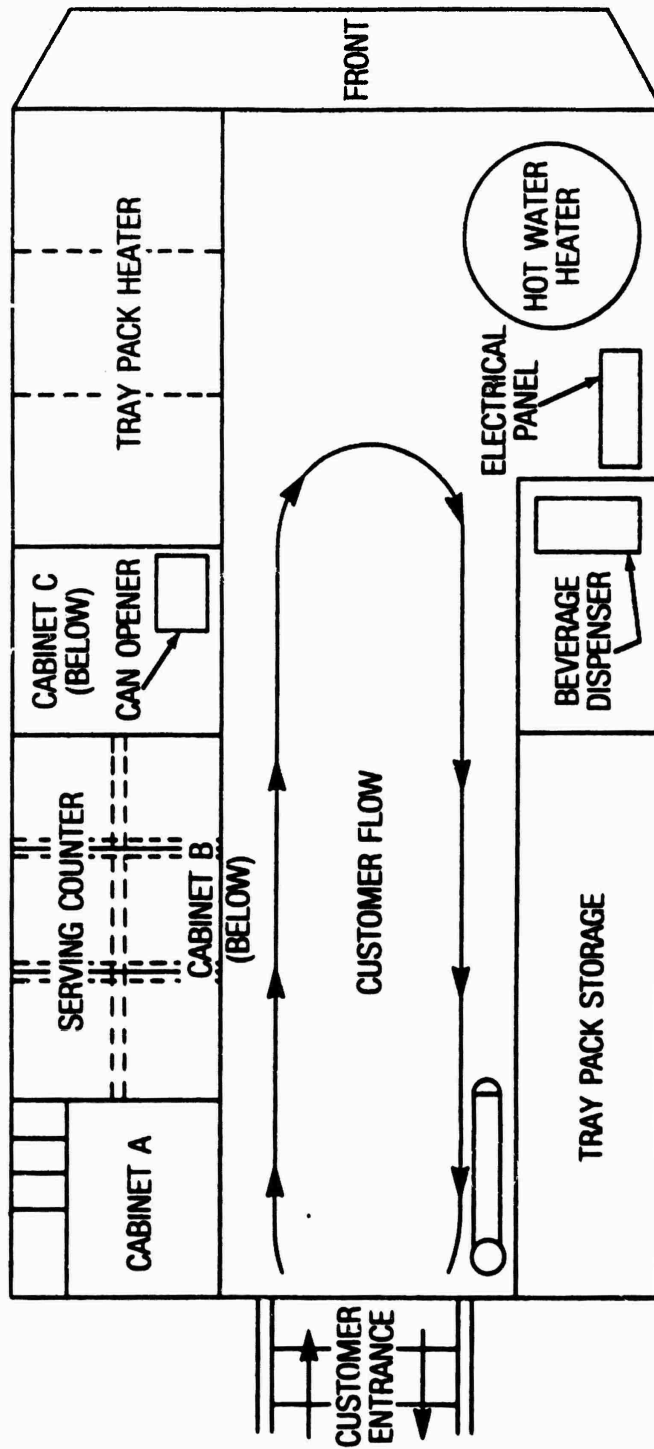 FRONT
TRAY PACK HEATER
HOT WATER
HEATER
ELECTRICAL
PANEL
CABINET C
(BELOW)
CAN OPENER
BEVERAGE
DISPENSER
SERVING COUNTER
CABINET B
(BELOW)
CUSTOMER FLOW
TRAY PACK STORAGE
CABINET A
CUSTOMER
ENTRANCE